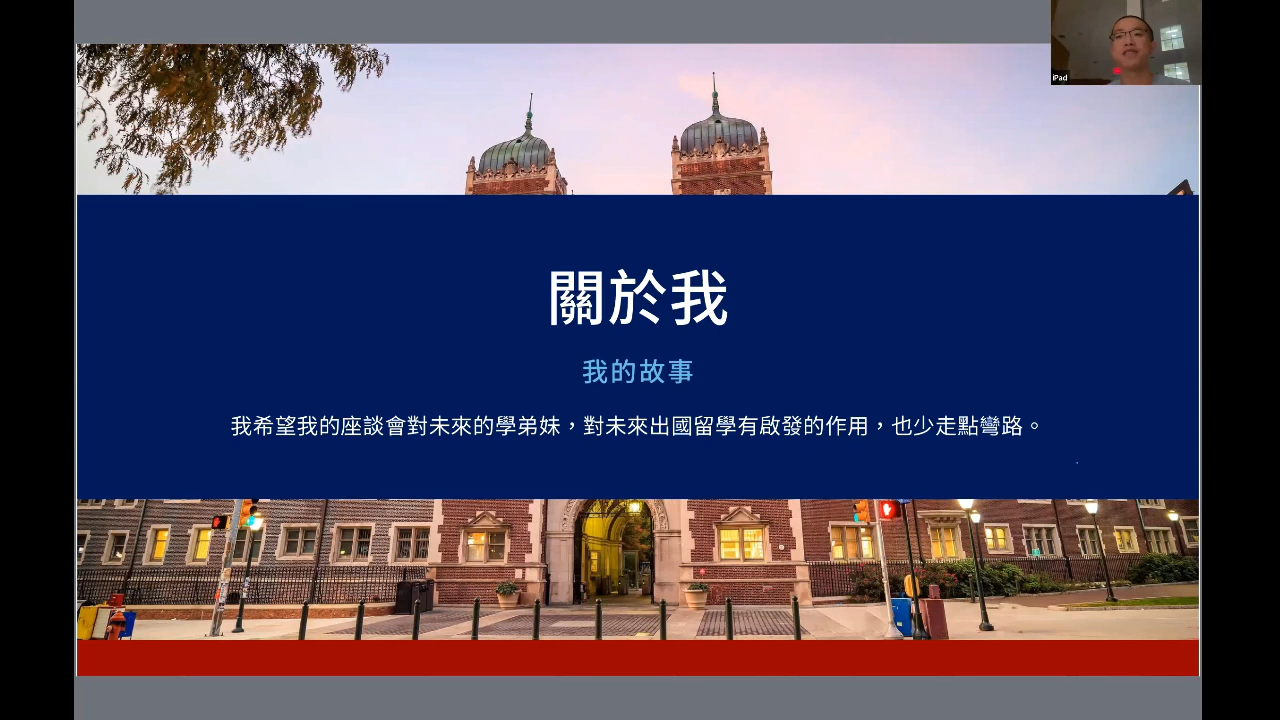 iPad
關於我
我的故事
我希望我的座談會對未來的學弟妹，對未來出國留學有啟發的作用，也少走點彎路。